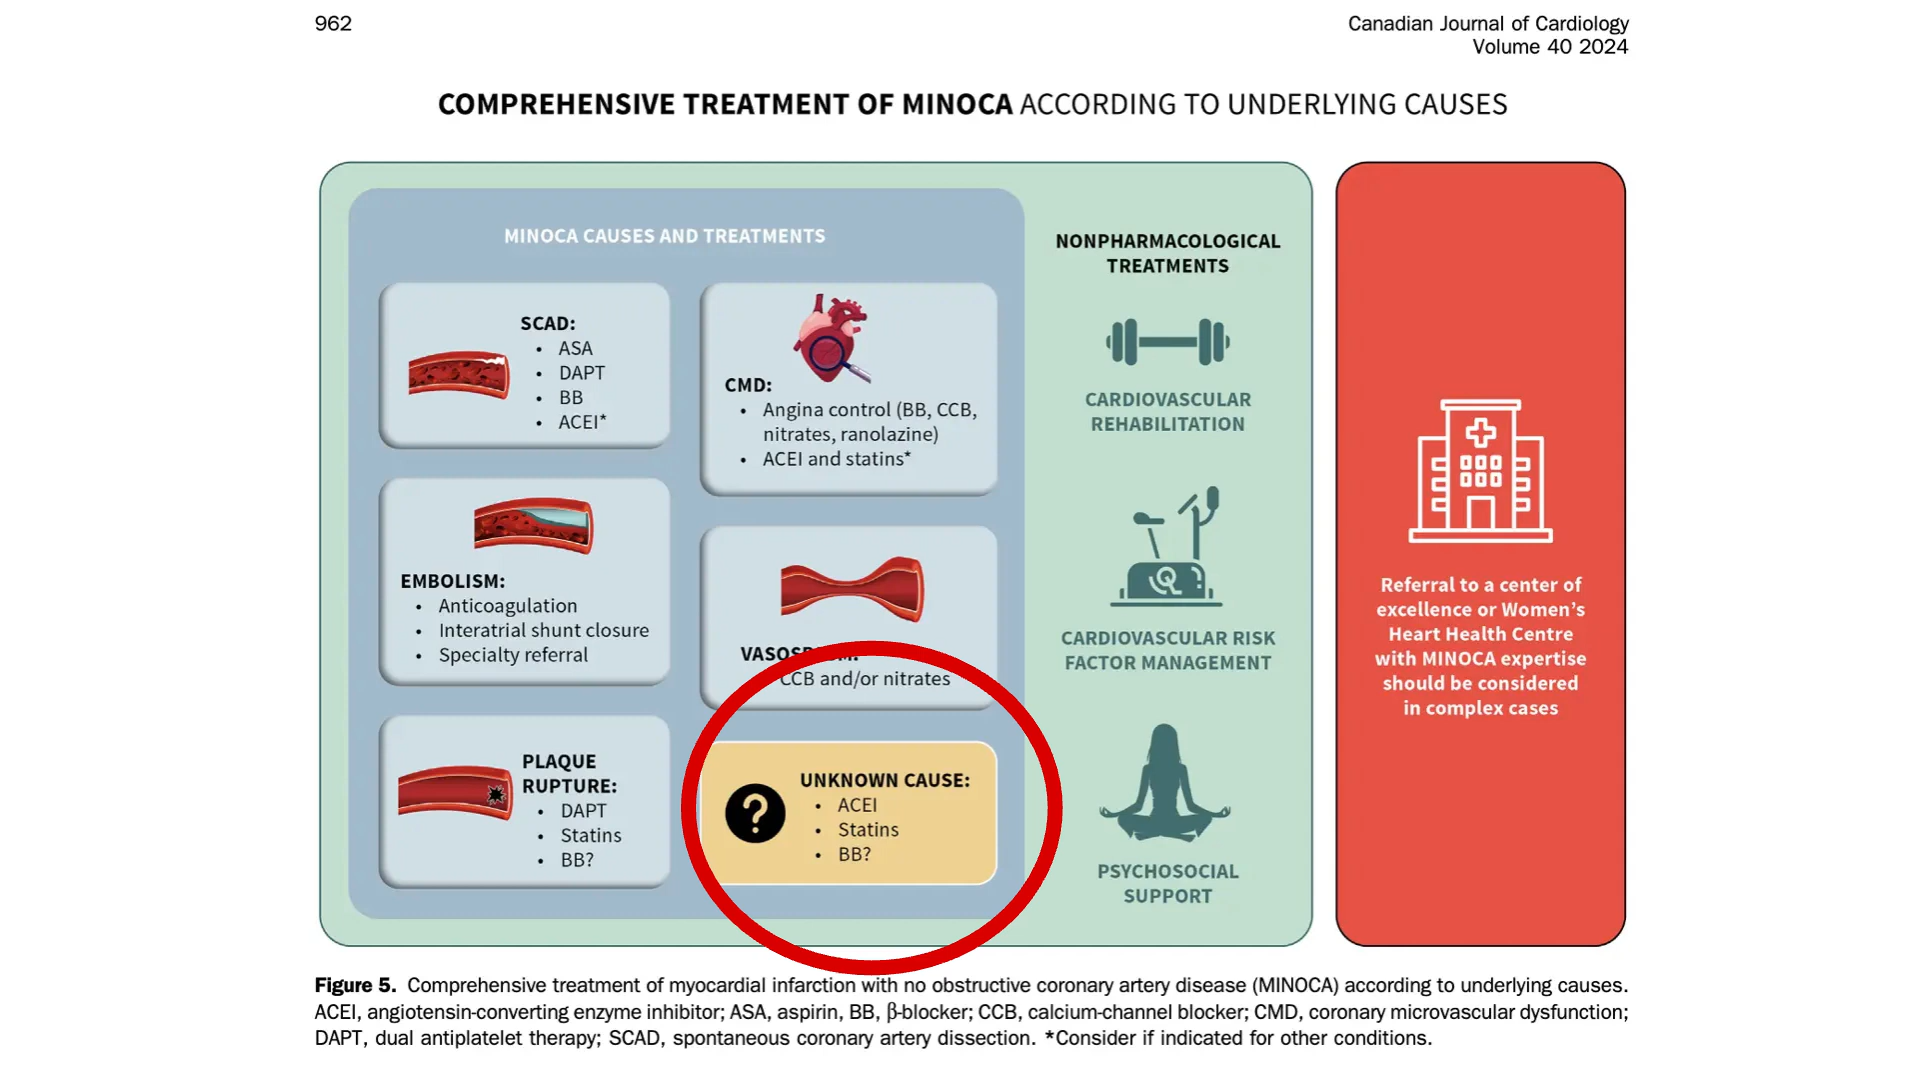 962
Canadian Journal of Cardiology
Volume 40 2024
COMPREHENSIVE TREATMENT OF MINOCA ACCORDING TO UNDERLYING CAUSES
MINOCA CAUSES AND TREATMENTS
SCAD:
• ASA
• DAPT
• BB
• ACEI*
EMBOLISM:
• Anticoagulation
• Interatrial shunt closure
• Specialty referral
PLAQUE
RUPTURE:
• DAPT
• Statins
• BB?
CMD:
• Angina control (BB, CCB,
nitrates, ranolazine)
• ACEI and statins*
CCB and/or nitrates
?
UNKNOWN CAUSE:
• ACEI
• Statins
• BB?
NONPHARMACOLOGICAL
TREATMENTS
CARDIOVASCULAR
REHABILITATION
CARDIOVASCULAR RISK
FACTOR MANAGEMENT
PSYCHOSOCIAL
SUPPORT
Referral to a center of
excellence or Women’s
Heart Health Centre
with MINOCA expertise
should be considered
in complex cases
Figure 5. Comprehensive treatment of myocardial infarction with no obstructive coronary artery disease (MINOCA) according to underlying causes.
ACEI, angiotensin-converting enzyme inhibitor; ASA, aspirin, BB, β-blocker; CCB, calcium-channel blocker; CMD, coronary microvascular dysfunction;
DAPT, dual antiplatelet therapy; SCAD, spontaneous coronary artery dissection. *Consider if indicated for other conditions.